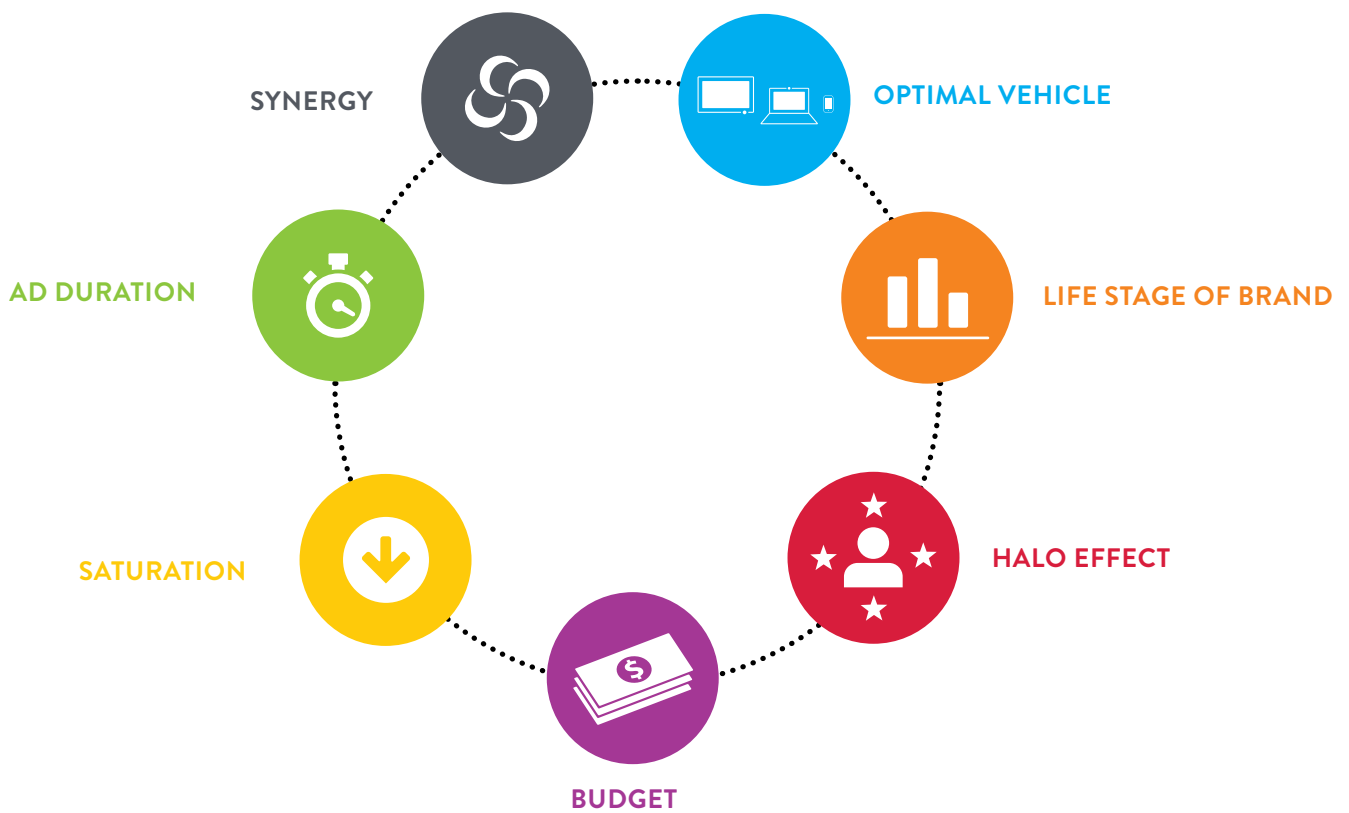 SYNERGY
OPTIMAL VEHICLE
AD DURATION
LIFE STAGE OF BRAND
SATURATION
HALO EFFECT
$
BUDGET